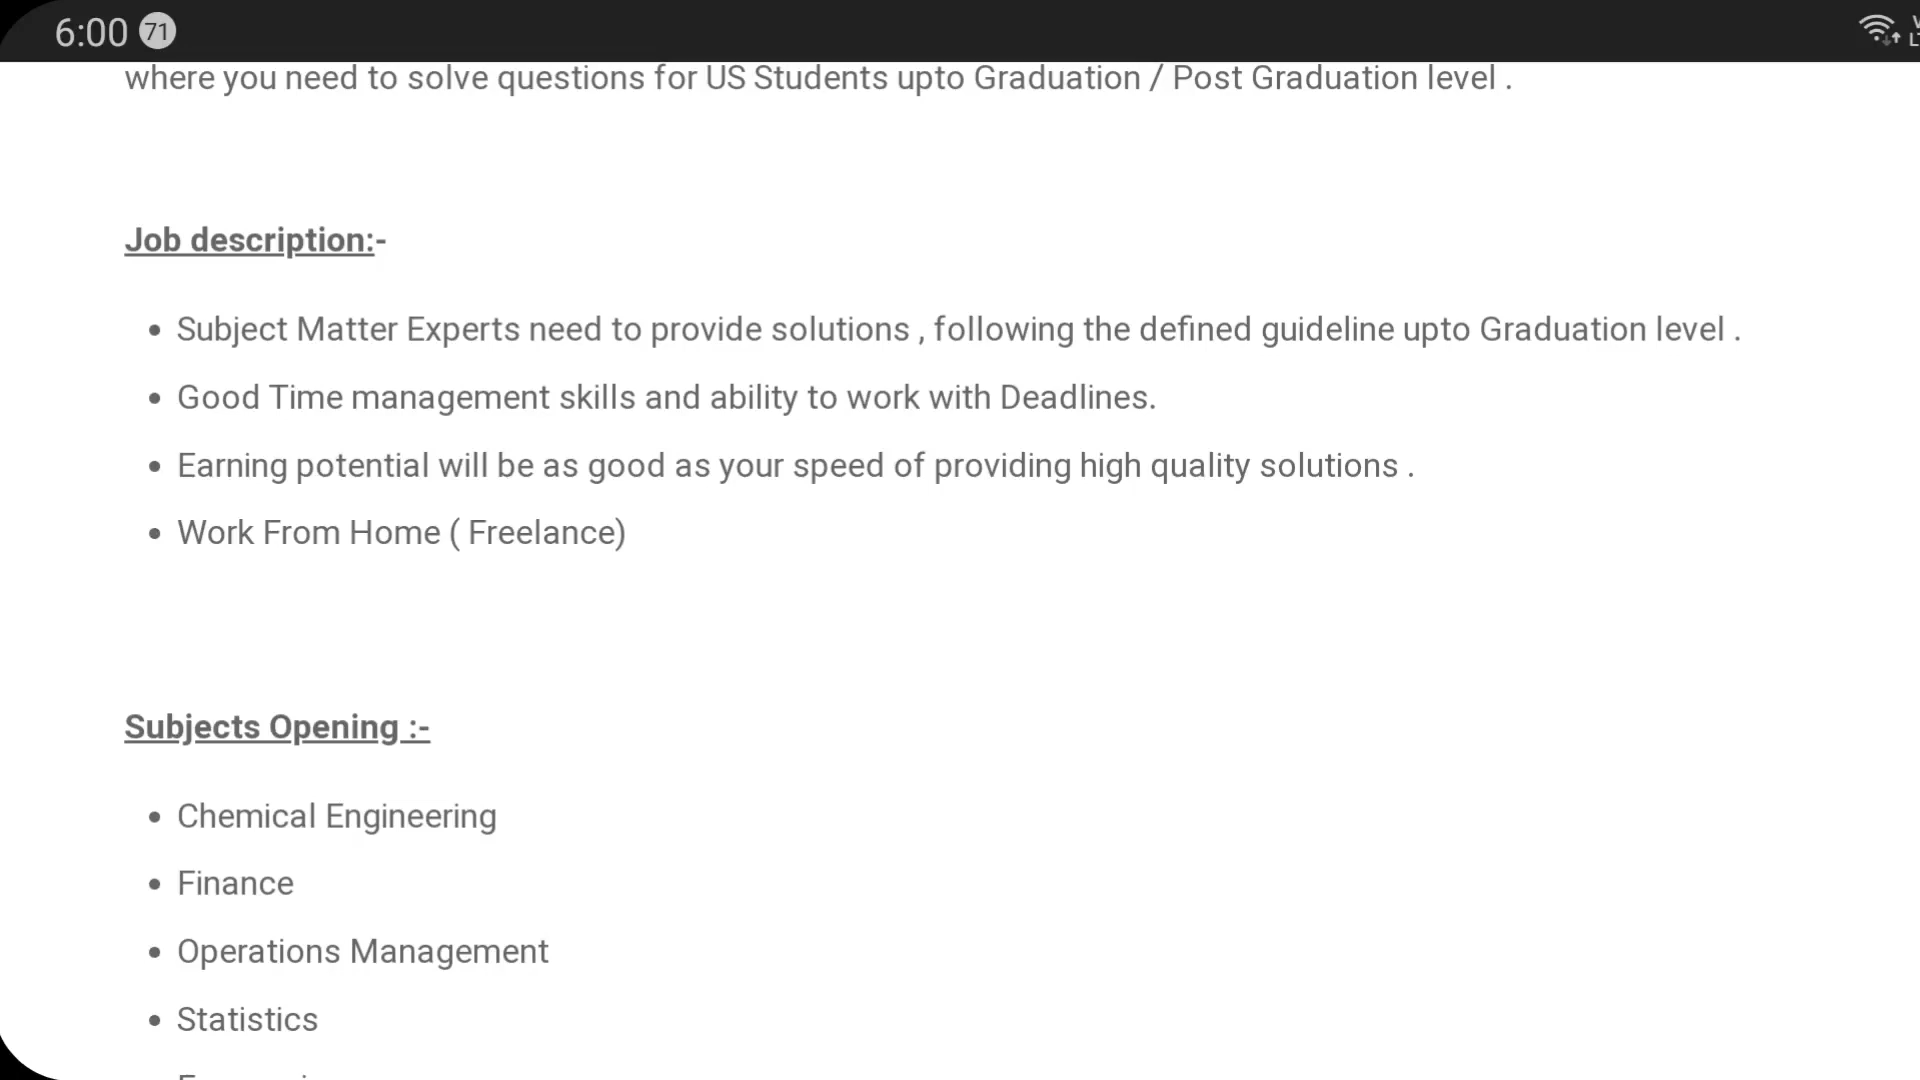 6:00 71
where you need to solve questions for US Students upto Graduation / Post Graduation level .
Job description:-
• Subject Matter Experts need to provide solutions , following the defined guideline upto Graduation level .
• Good Time management skills and ability to work with Deadlines.
• Earning potential will be as good as your speed of providing high quality solutions .
• Work From Home ( Freelance)
Subjects Opening :-
• Chemical Engineering
• Finance
• Operations Management
• Statistics